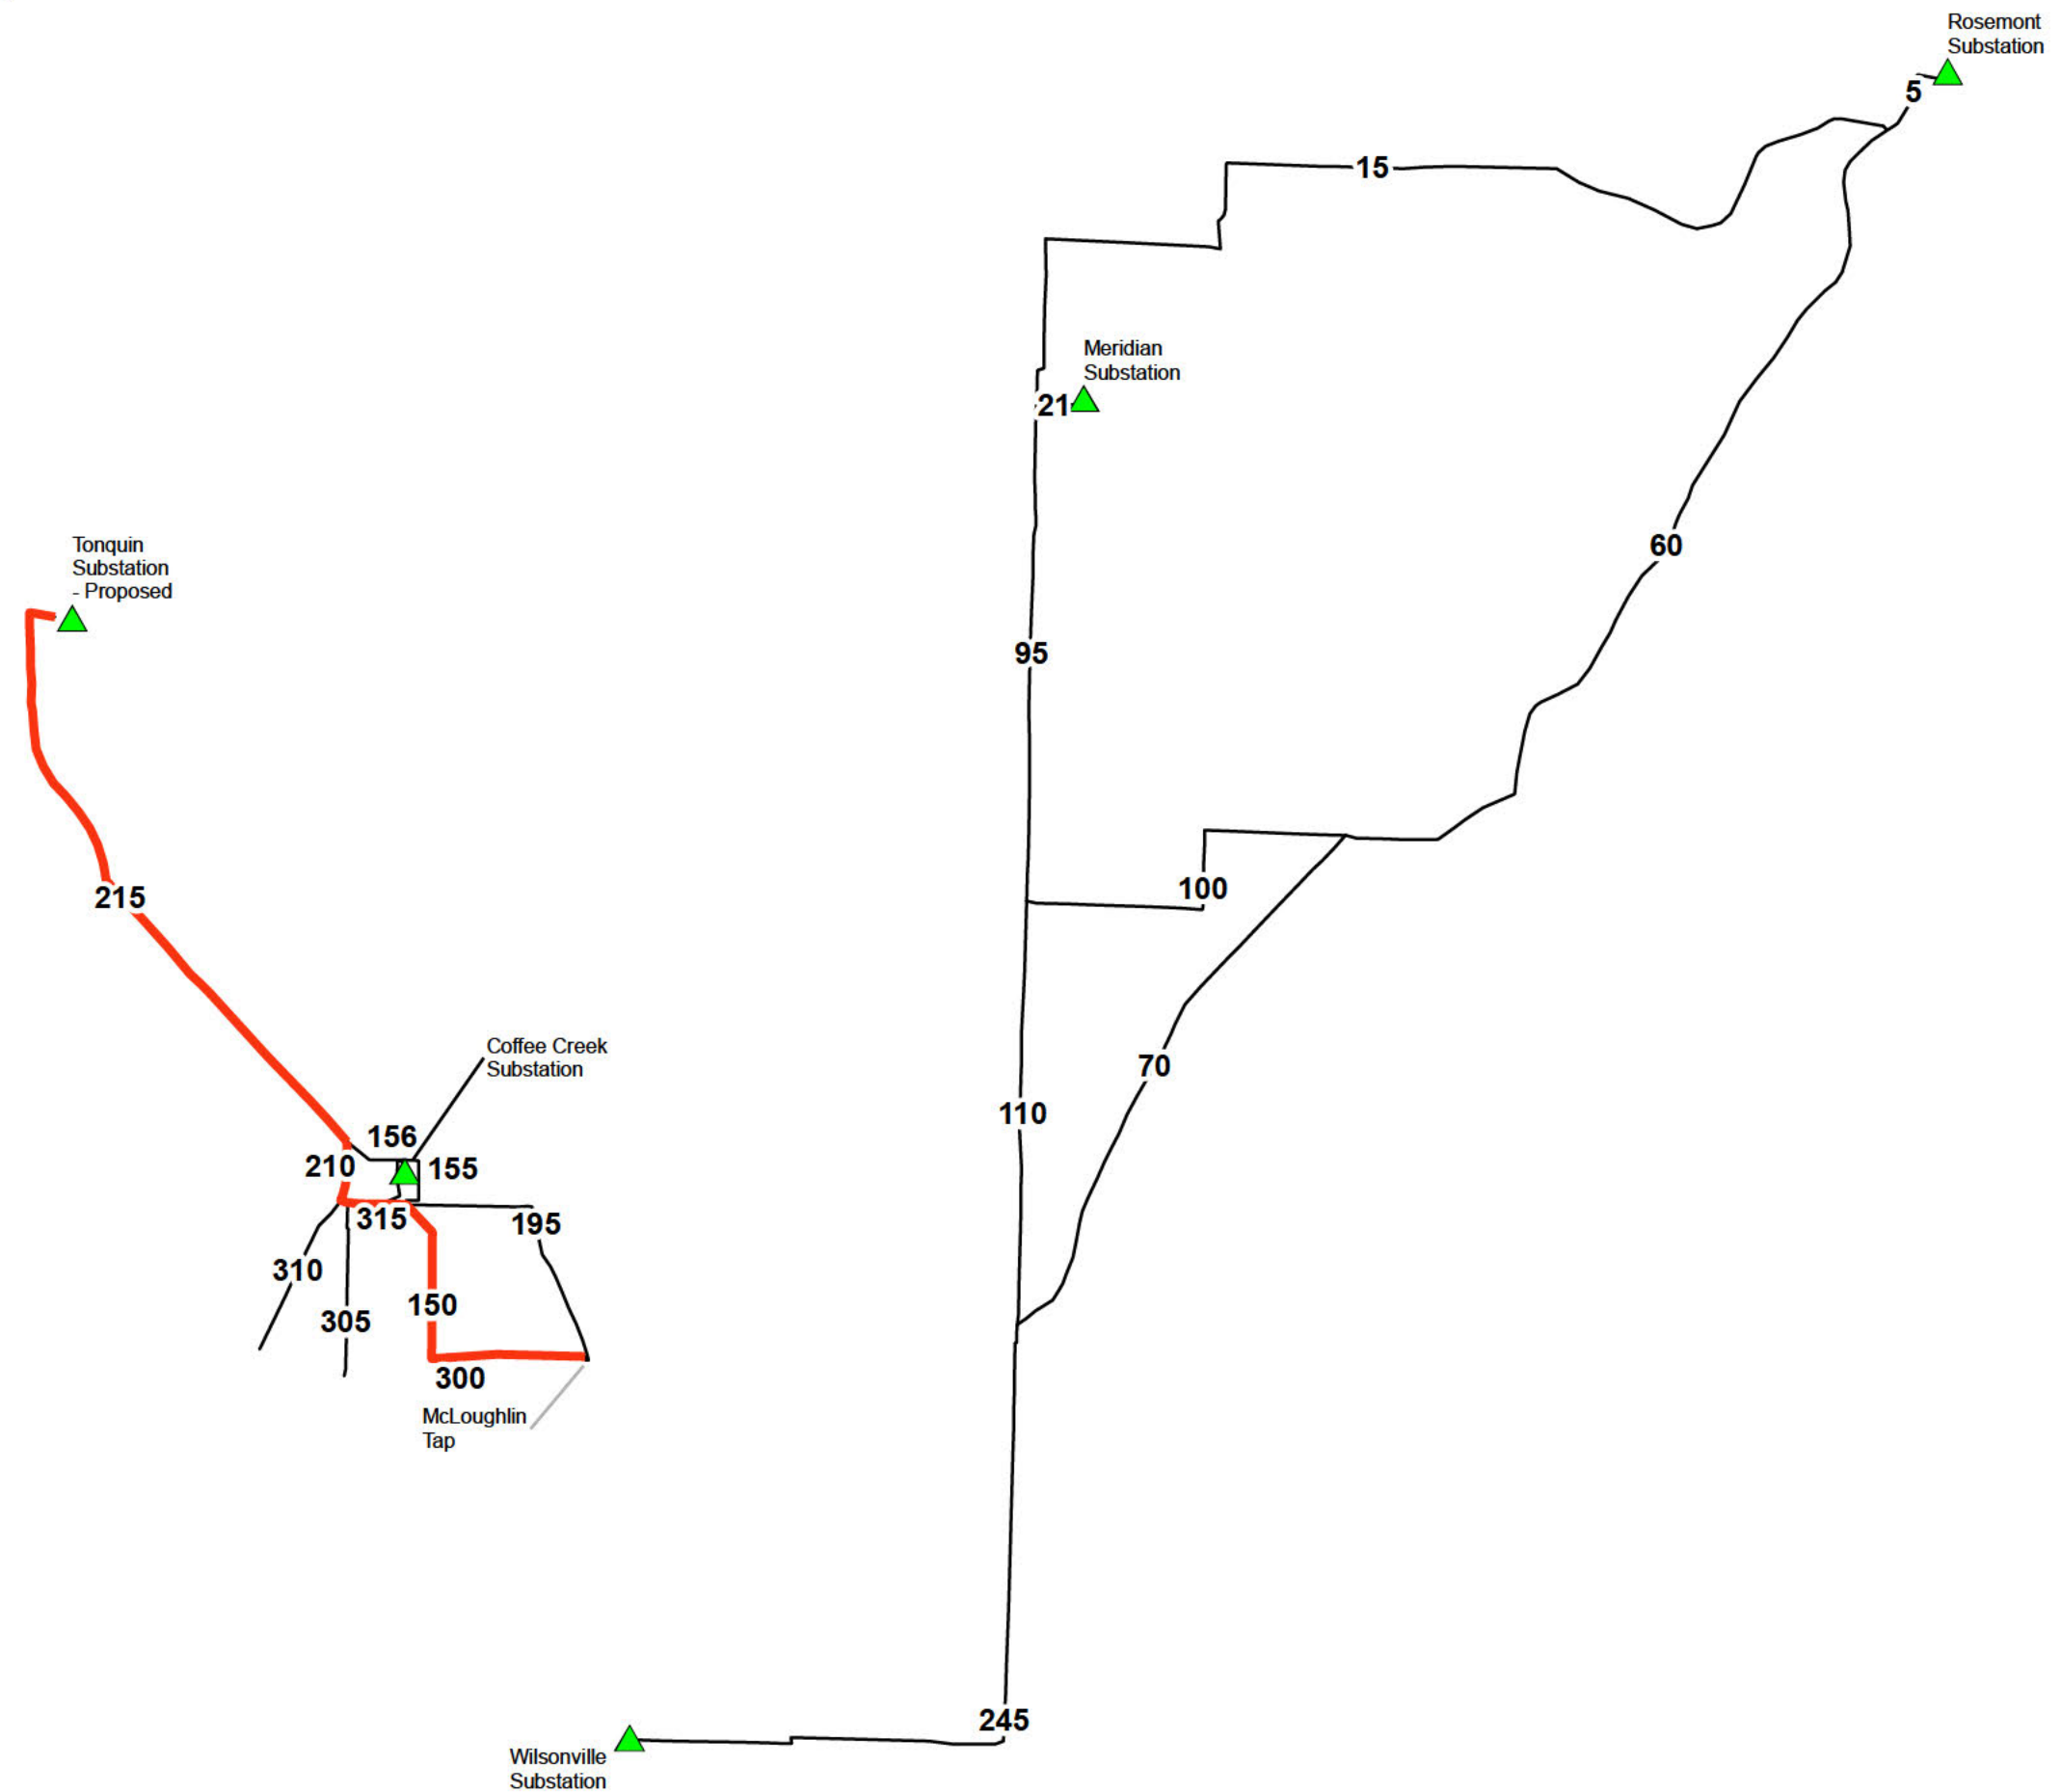 Rosemont
Substation
5
15
Meridian
Substation
21
Tonquin
Substation
- Proposed
60
95
100
215
Coffee Creek
Substation
70
110
156
210
155
315
195
310
150
305
300
McLoughlin
Tap
245
Wilsonville
Substation